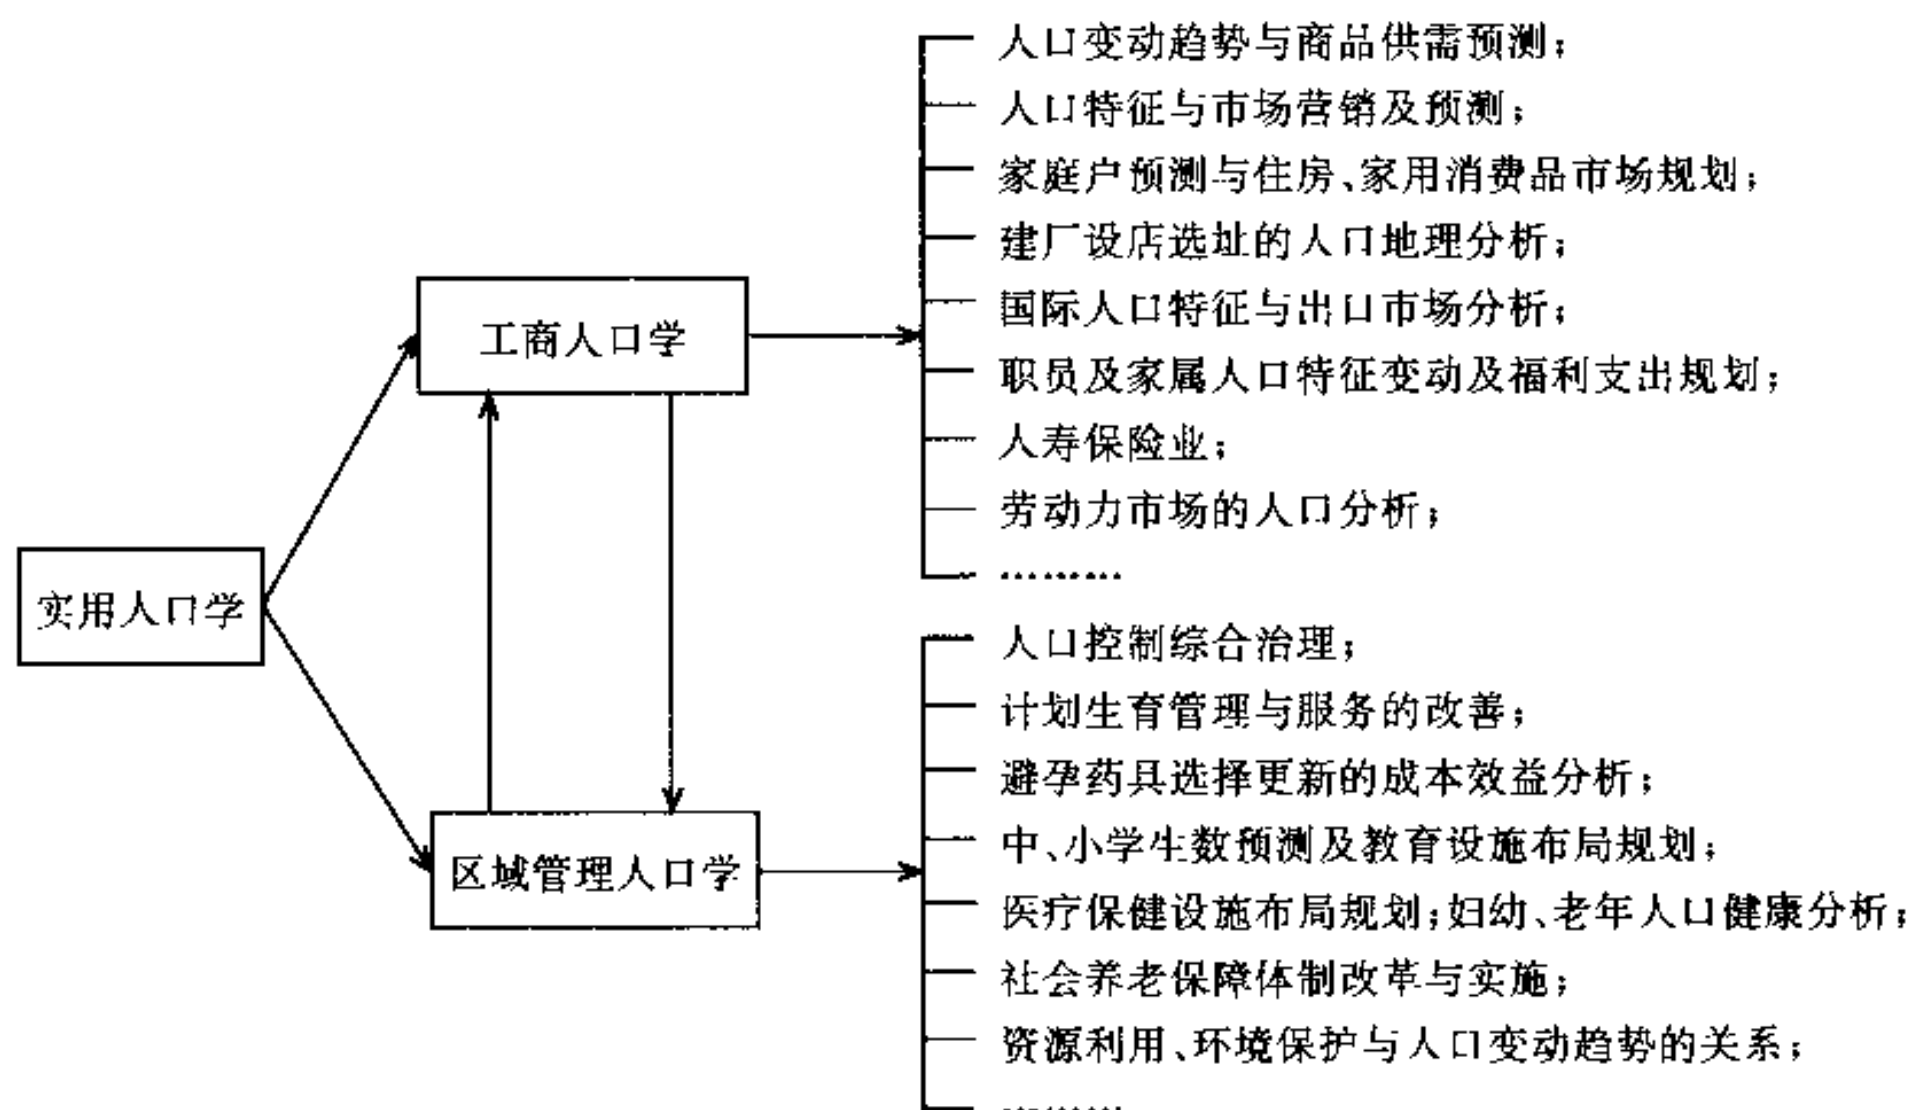 人口变动趋势与商品供需预测；
人口特征与市场营销及预测；
家庭户预测与住房、家用消费品市场规划；
建厂设店选址的人口地理分析；
国际人口特征与出口市场分析；
职员及家属人口特征变动及福利支出规划；
人寿保险业；
劳动力市场的人口分析；
………
工商人口学
实用人口学
区域管理人口学
人口控制综合治理；
计划生育管理与服务的改善；
避孕药具选择更新的成本效益分析；
中、小学生数预测及教育设施布局规划；
医疗保健设施布局规划；妇幼、老年人口健康分析；
社会养老保障体制改革与实施；
资源利用、环境保护与人口变动趋势的关系；
………